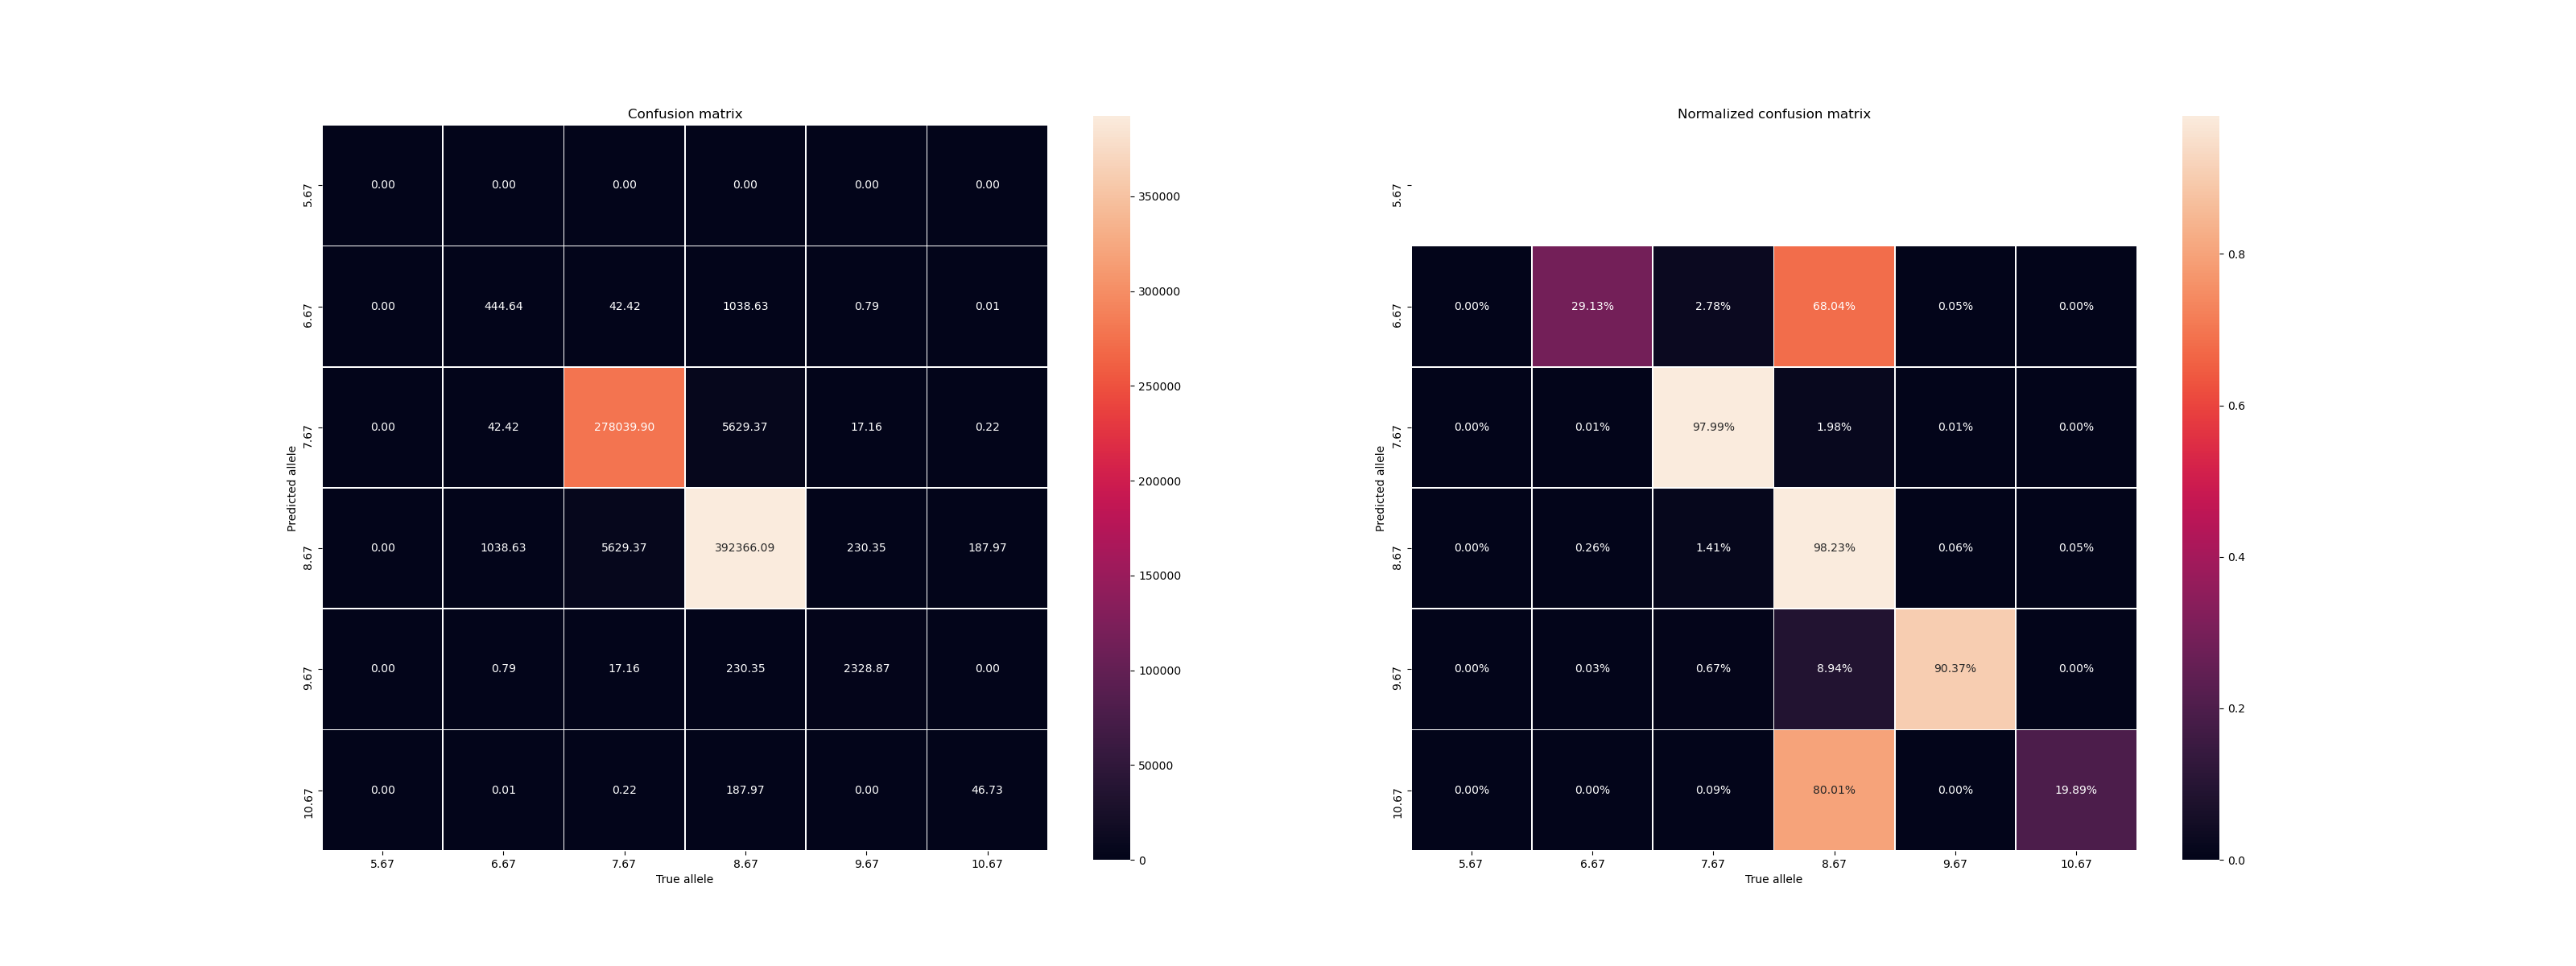 Confusion matrix
5.67 0.00 0.00 0.00 0.00 0.00 0.00
6.67 0.00 444.64 42.42 1038.63 0.79 0.01
7.67 0.00 42.42 278039.90 5629.37 17.16 0.22
8.67 0.00 1038.63 5629.37 392366.09 230.35 187.97
9.67 0.00 0.79 17.16 230.35 2328.87 0.00
10.67 0.00 0.01 0.22 187.97 0.00 46.73
5.67 6.67 7.67 8.67 9.67 10.67
True allele
Predicted allele
350000
300000
250000
200000
150000
100000
50000
0
Normalized confusion matrix
5.67
6.67 0.00% 29.13% 2.78% 68.04% 0.05% 0.00%
7.67 0.00% 0.01% 97.99% 1.98% 0.01% 0.00%
8.67 0.00% 0.26% 1.41% 98.23% 0.06% 0.05%
9.67 0.00% 0.03% 0.67% 8.94% 90.37% 0.00%
10.67 0.00% 0.00% 0.09% 80.01% 0.00% 19.89%
5.67 6.67 7.67 8.67 9.67 10.67
True allele
Predicted allele
0.8
0.6
0.4
0.2
0.0